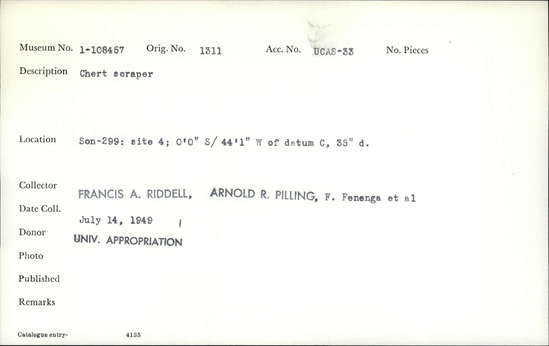 Museum No. 1-108457 Orig. No. 1311 Acc. No. UCAS-33 No. Pieces
Description Chert scraper
Location Son-299: site 4; 0'0" S/ 44'1" W of datum C, 35" d.
Collector FRANCIS A. RIDDELL, ARNOLD R. PILLING, F. Fenenga et al
Date Coll. July 14, 1949
Donor UNIV. APPROPRIATION
Photo
Published
Remarks
Catalogue entry- 4135